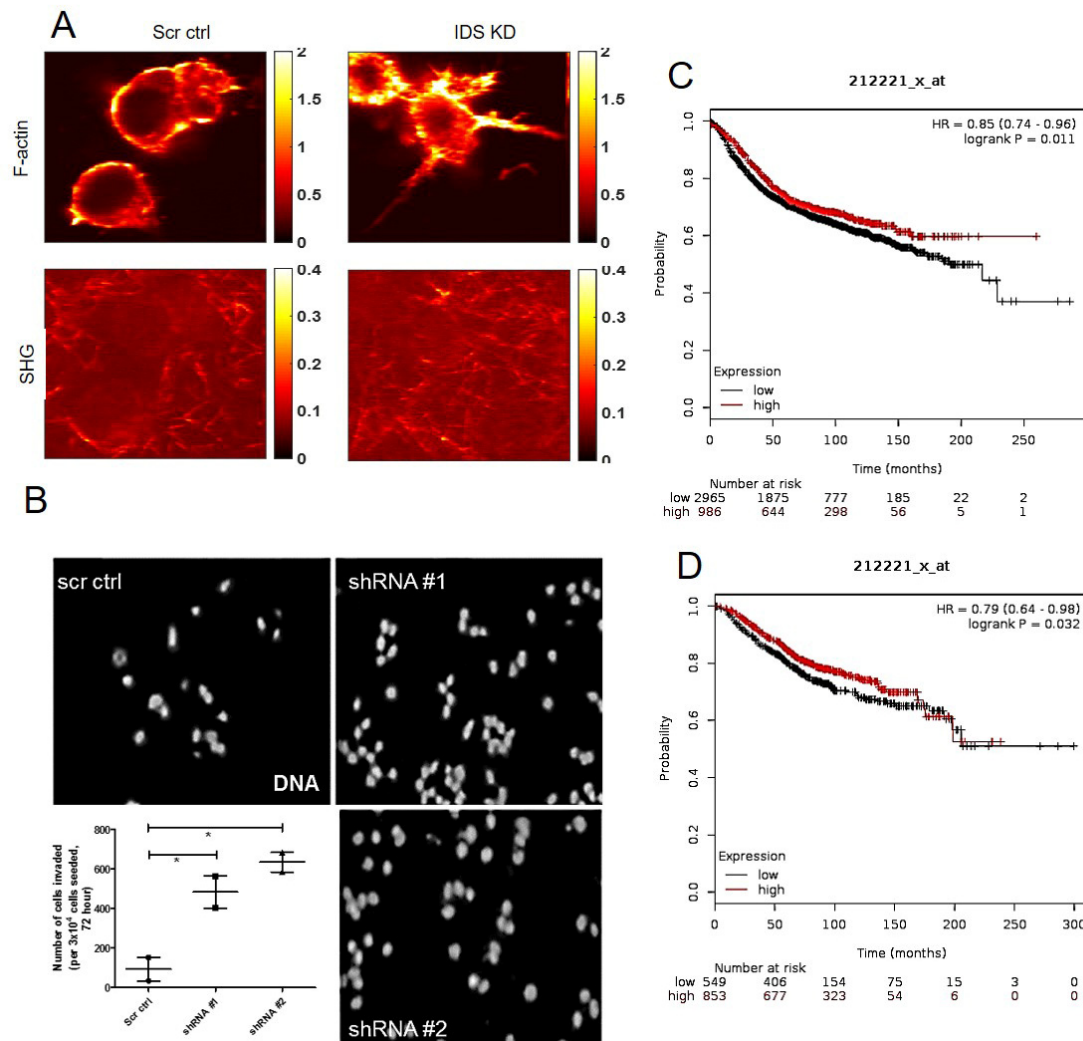 A
Scr ctrl
IDS KD
F-actin
2
1.5
1
0.5
0
2
1.5
1
0.5
0
SHG
0.4
0.3
0.2
0.1
0
0.4
0.3
0.2
0.1
0
B
scr ctrl
DNA
shRNA #1
shRNA #2
Number of cells invaded
(per 3x10⁴ cells seeded,
72 hour)
800
600
400
200
0
*
*
Scr ctrl
shRNA #1
shRNA #2
C
212221_x_at
HR = 0.85 (0.74 - 0.96)
logrank P = 0.011
Probability
1.0
0.8
0.6
0.4
0.2
0.0
Expression
low
high
0 50 100 150 200 250
Time (months)
Number at risk
low 2965 1875 777 185 22 2
high 986 644 298 56 5 1
D
212221_x_at
HR = 0.79 (0.64 - 0.98)
logrank P = 0.032
Probability
1.0
0.8
0.6
0.4
0.2
0.0
Expression
low
high
0 50 100 150 200 250 300
Time (months)
Number at risk
low 549 406 154 75 15 3 0
high 853 677 323 54 6 0 0